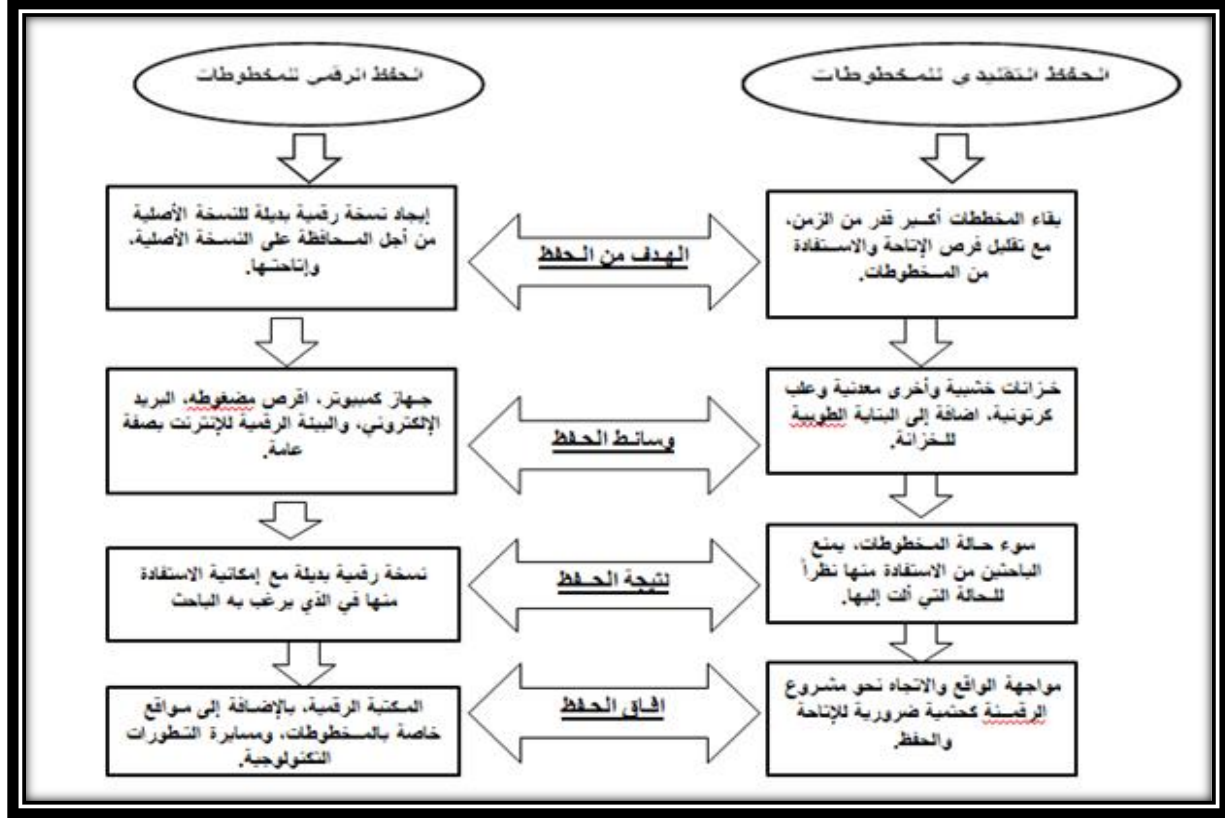 الحفظ التقليدي للمخطوطات
الحفظ الرقمي للمخطوطات
بقاء المخططات أكبر قدر من الزمن،
مع تقليل فرص الإتاحة والاستفادة
من المخطوطات.
الهدف من الحفظ
إيجاد نسخة رقمية بديلة للنسخة الأصلية
من أجل المحافظة على النسخة الأصلية،
وإتاحتها.
خزانات خشبية وأخرى معدنية وعلب
كرتونية، اضافة إلى البناية الطوبية
للخزانة.
وسائط الحفظ
جهاز كمبيوتر، اقرص مضغوطه، البريد
الإلكتروني، والبيئة الرقمية للإنترنت بصفة
عامة.
سوء حالة المخطوطات، يمنع
الباحثين من الاستفادة منها نظراً
للحالة التي ألت إليها.
نتيجة الحفظ
نسخة رقمية بديلة مع إمكانية الاستفادة
منها في الذي يرغب به الباحث
مواجهة الواقع والاتجاه نحو مشروع
الرقمنة كحتمية ضرورية للإتاحة
والحفظ.
افاق الحفظ
المكتبة الرقمية، بالإضافة إلى مواقع
خاصة بالمخطوطات، ومسايرة التطورات
التكنولوجية.